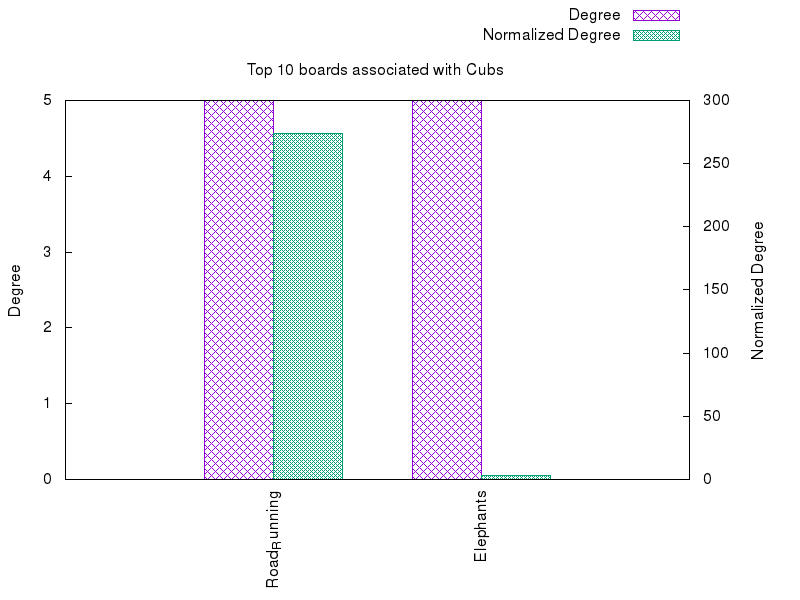 Degree
Normalized Degree
Top 10 boards associated with Cubs
5
4
3
2
1
0
Degree
300
250
200
150
100
50
0
Normalized Degree
Road_Running
Elephants